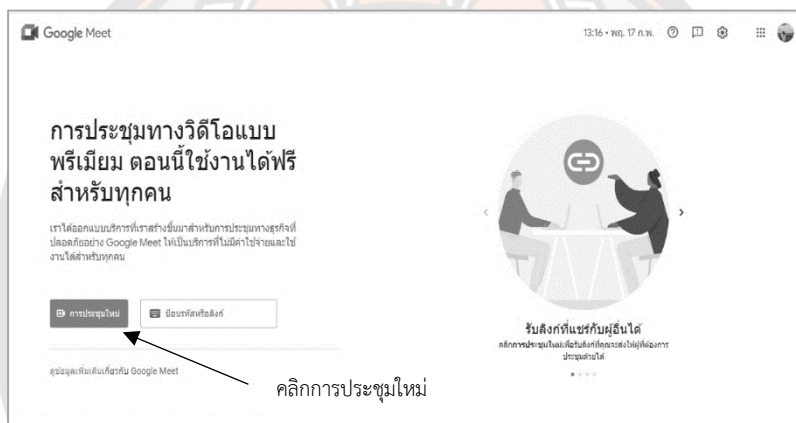 Google Meet
13:16 • พฤ. 17 ก.พ.
การประชุมทางวิดีโอแบบ
พรีเมียม ตอนนี้ใช้งานได้ฟรี
สำหรับทุกคน
เราได้ออกแบบบริการที่เราสร้างขึ้นมาสำหรับการประชุมทางธุรกิจที่
ปลอดภัยอย่าง Google Meet ให้เป็นบริการที่ไม่มีค่าใช้จ่ายและใช้
งานได้สำหรับทุกคน
การประชุมใหม่
ป้อนรหัสหรือลิงก์
รับลิงก์ที่แชร์กับผู้อื่นได้
คลิกการประชุมใหม่เพื่อรับลิงก์ที่คุณจะส่งให้ผู้ที่ต้องการ
ประชุมด้วยได้
ดูข้อมูลเพิ่มเติมเกี่ยวกับ Google Meet
คลิกการประชุมใหม่